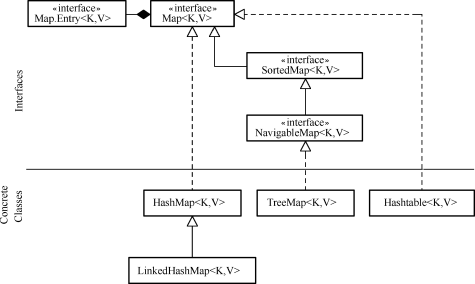 «interface»
Map.Entry<K,V>
«interface»
Map<K,V>
«interface»
SortedMap<K,V>
«interface»
NavigableMap<K,V>
Interfaces
Concrete
Classes
HashMap<K,V>
TreeMap<K,V>
Hashtable<K,V>
LinkedHashMap<K,V>